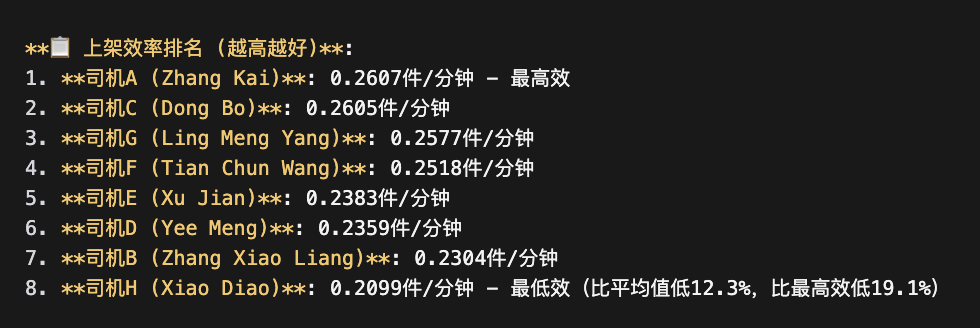 **📋 上架效率排名 (越高越好)**:
1. **司机A (Zhang Kai)**: 0.2607件/分钟 - 最高效
2. **司机C (Dong Bo)**: 0.2605件/分钟
3. **司机G (Ling Meng Yang)**: 0.2577件/分钟
4. **司机F (Tian Chun Wang)**: 0.2518件/分钟
5. **司机E (Xu Jian)**: 0.2383件/分钟
6. **司机D (Yee Meng)**: 0.2359件/分钟
7. **司机B (Zhang Xiao Liang)**: 0.2304件/分钟
8. **司机H (Xiao Diao)**: 0.2099件/分钟 - 最低效（比平均值低12.3%，比最高效低19.1%）